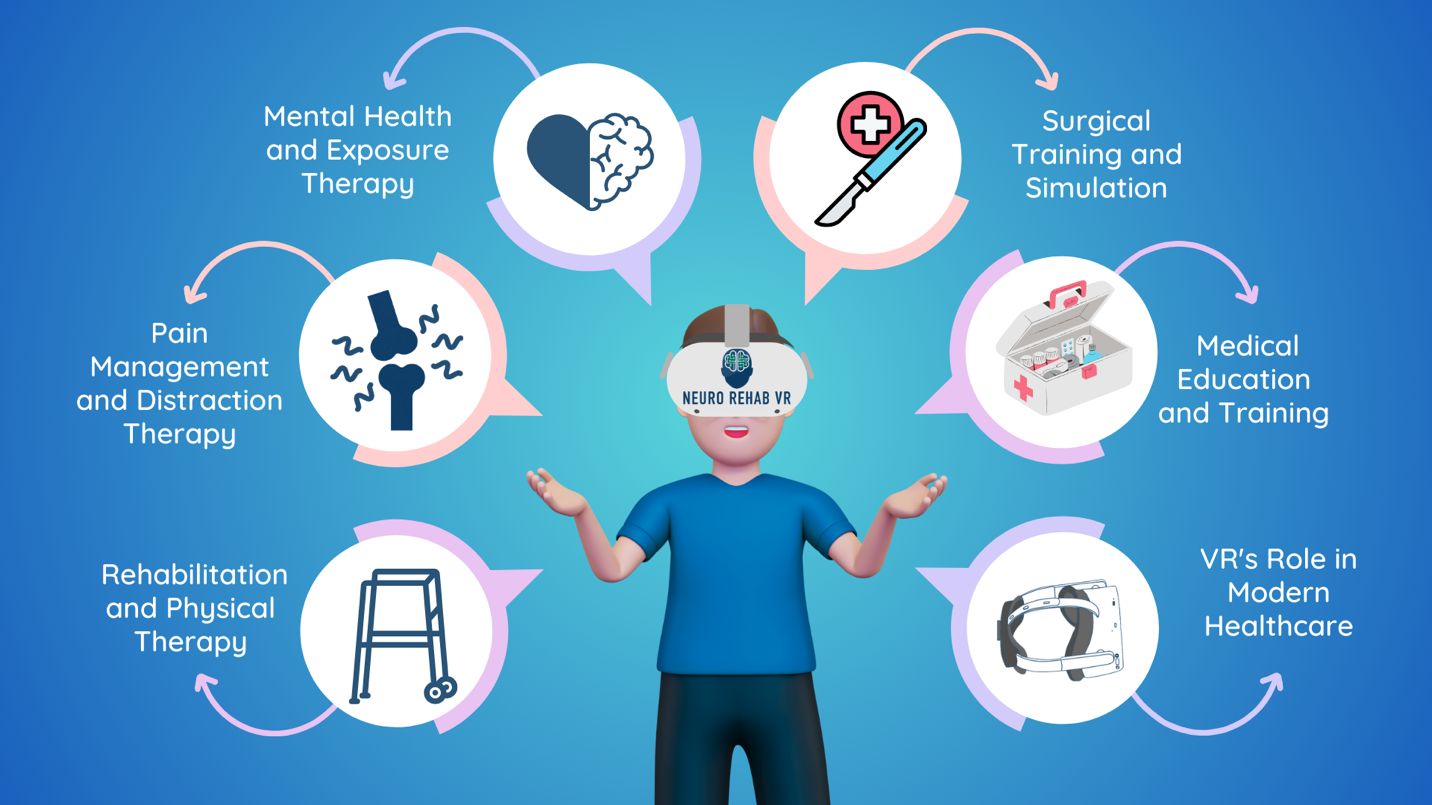 Mental Health
and Exposure
Therapy
Surgical
Training and
Simulation
Pain
Management
and Distraction
Therapy
Medical
Education
and Training
NEURO REHAB VR
Rehabilitation
and Physical
Therapy
VR's Role in
Modern
Healthcare